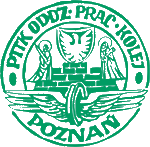 PTTK ODDZ. PRAC. KOLEJ
POZNAŃ